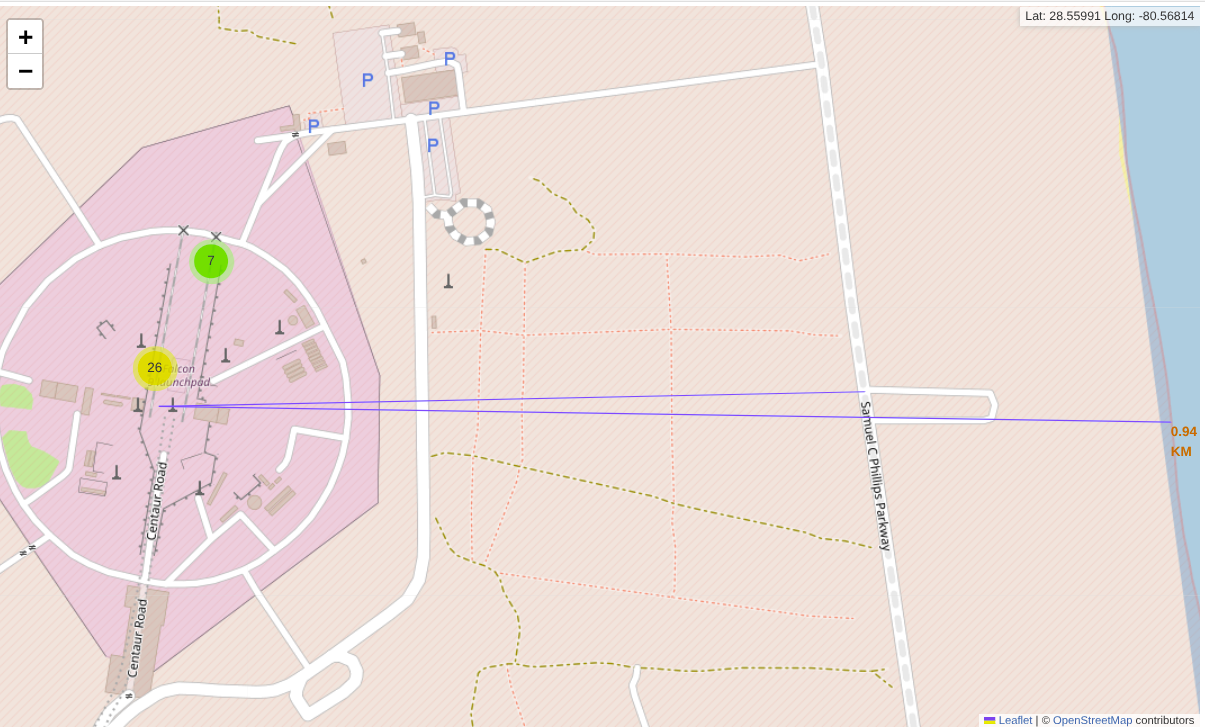 +
−
Lat: 28.55991 Long: -80.56814
P
P
P
P
P
7
26
Falcon
9 launchpad
0.94
KM
Samuel C Phillips Parkway
Centaur Road
Centaur Road
Leaflet | © OpenStreetMap contributors